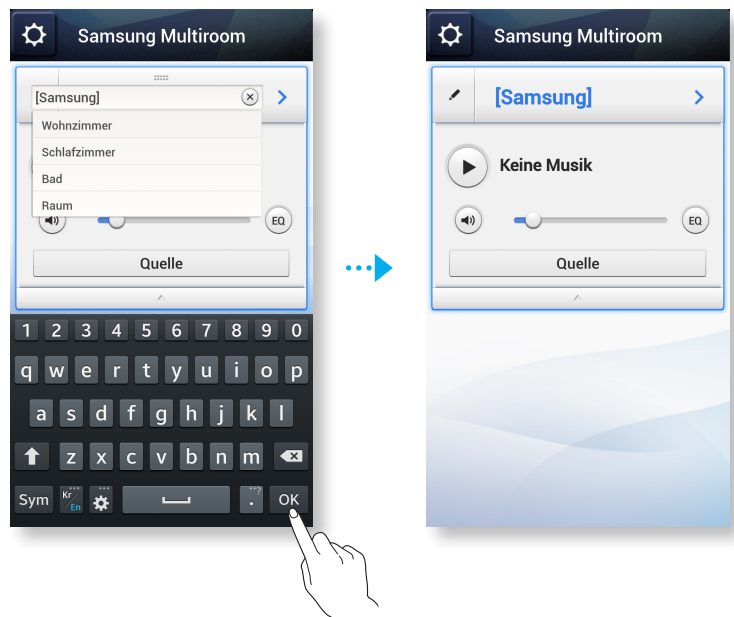 Samsung Multiroom
[Samsung]
Wohnzimmer
Schlafzimmer
Bad
Raum
EQ
Quelle
1 2 3 4 5 6 7 8 9 0
q w e r t y u i o p
a s d f g h j k l
z x c v b n m
Sym Kr/En . ...? OK
Samsung Multiroom
[Samsung]
Keine Musik
EQ
Quelle